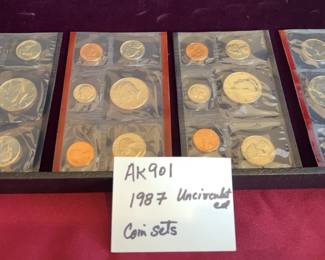 AK901
1987 Uncirculated
Coin sets